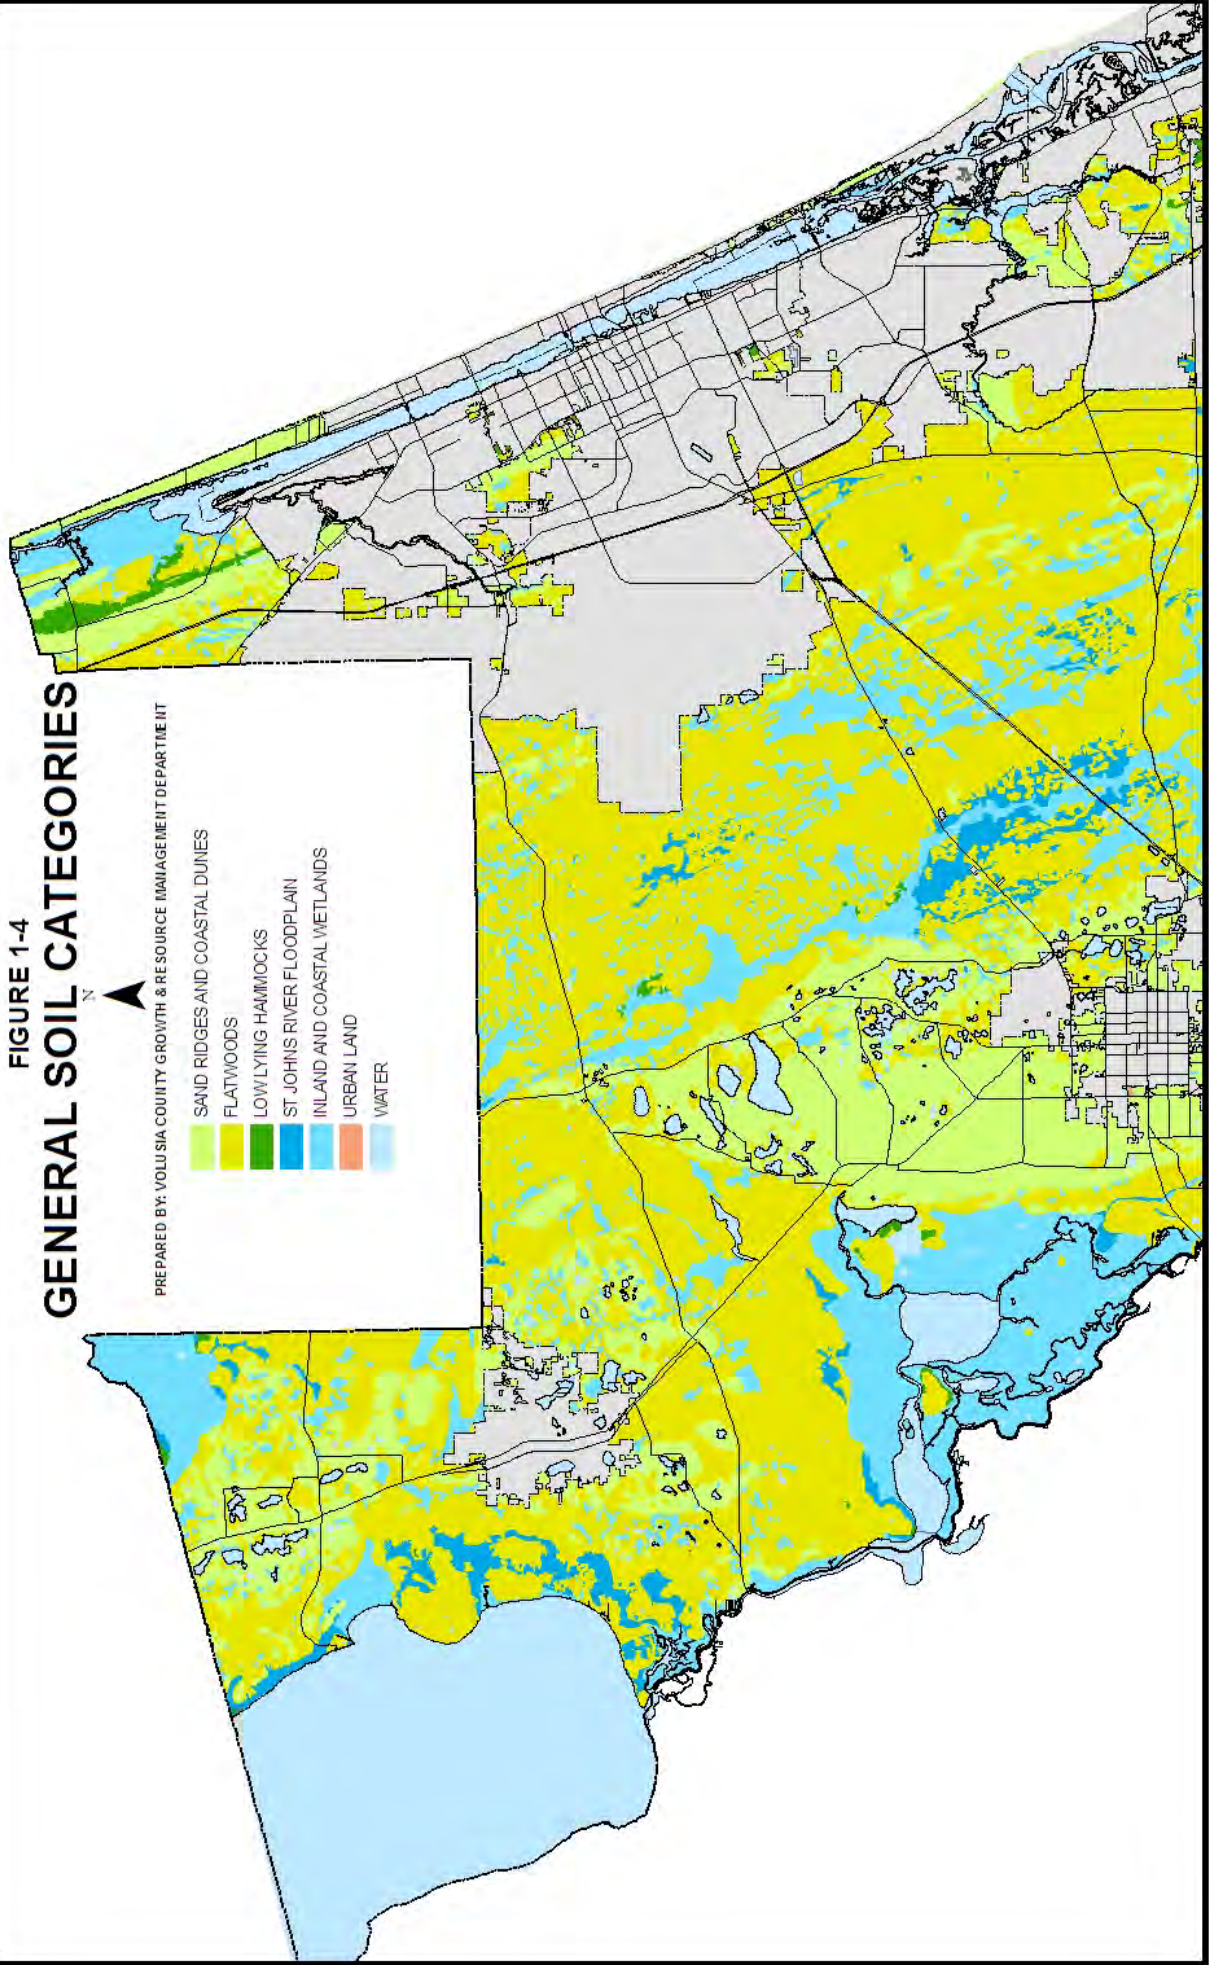 FIGURE 1-4
GENERAL SOIL CATEGORIES
N
PREPARED BY: VOLUSIA COUNTY GROWTH & RESOURCE MANAGEMENT DEPARTMENT
SAND RIDGES AND COASTAL DUNES
FLATWOODS
LOW LYING HAMMOCKS
ST JOHNS RIVER FLOODPLAIN
INLAND AND COASTAL WETLANDS
URBAN LAND
WATER